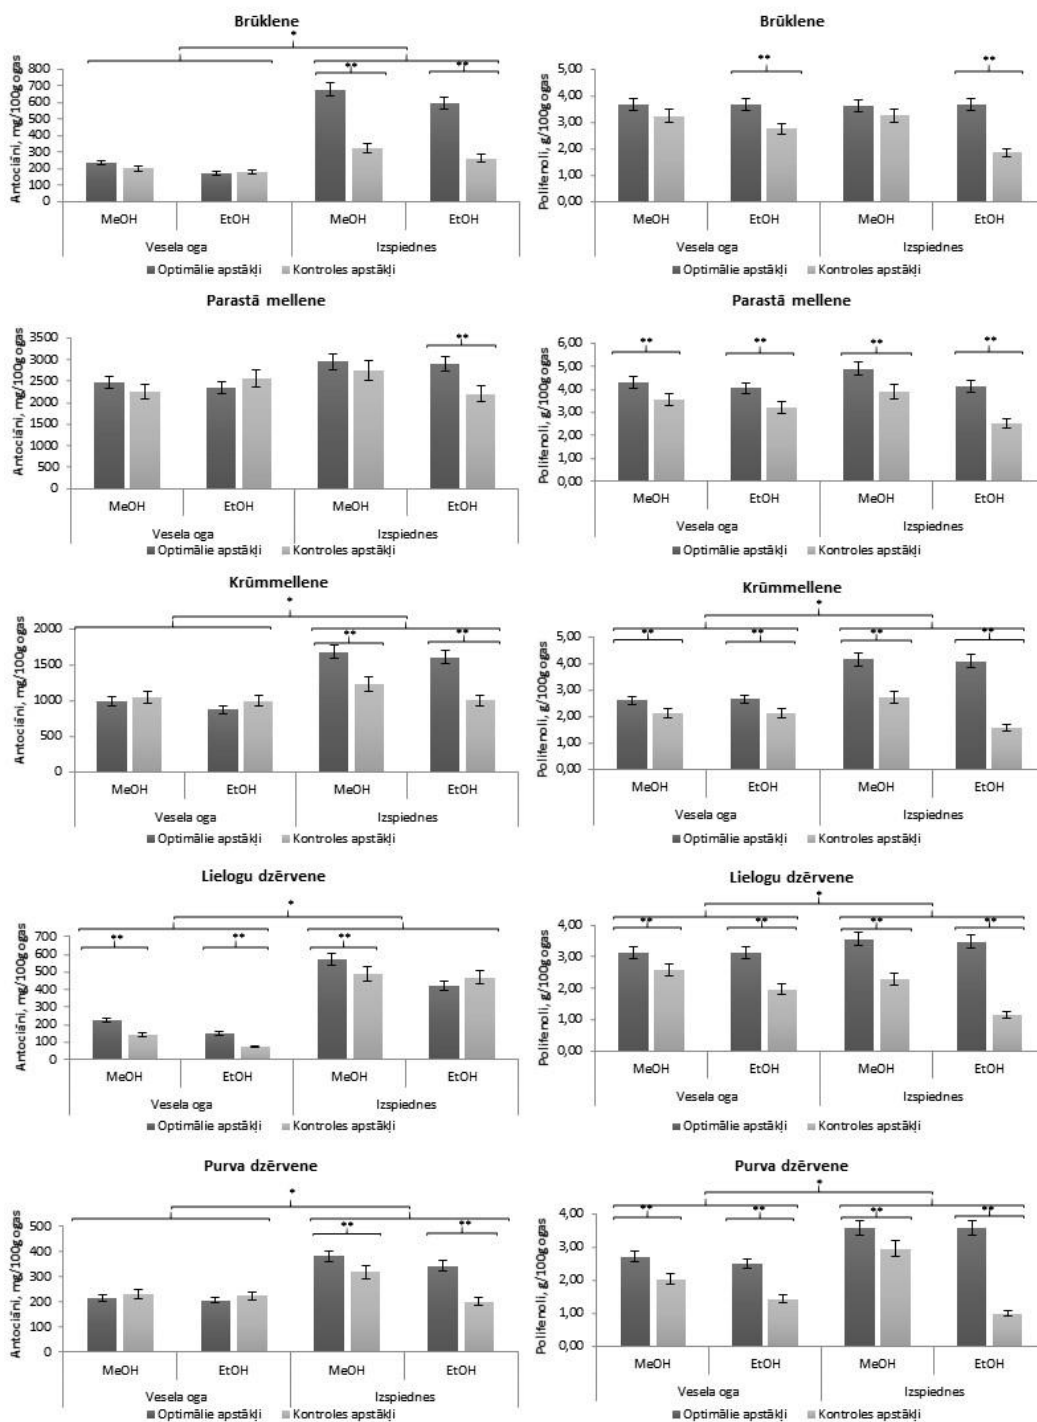 Brūklene
*
** **
Antociāni, mg/100g ogas
800
700
600
500
400
300
200
100
0
MeOH EtOH MeOH EtOH
Vesela oga Izspiednes
Optimālie apstākļi Kontroles apstākļi
Brūklene
** **
Polifenoli, g/100g ogas
5,00
4,00
3,00
2,00
1,00
0,00
MeOH EtOH MeOH EtOH
Vesela oga Izspiednes
Optimālie apstākļi Kontroles apstākļi
Parastā mellene
**
Antociāni, mg/100g ogas
3500
3000
2500
2000
1500
1000
500
0
MeOH EtOH MeOH EtOH
Vesela oga Izspiednes
Optimālie apstākļi Kontroles apstākļi
Parastā mellene
** ** ** **
Polifenoli, g/100g ogas
6,00
5,00
4,00
3,00
2,00
1,00
0,00
MeOH EtOH MeOH EtOH
Vesela oga Izspiednes
Optimālie apstākļi Kontroles apstākļi
Krūmmellene
*
** **
Antociāni, mg/100g ogas
2000
1500
1000
500
0
MeOH EtOH MeOH EtOH
Vesela oga Izspiednes
Optimālie apstākļi Kontroles apstākļi
Krūmmellene
*
** ** ** **
Polifenoli, g/100g ogas
5,00
4,00
3,00
2,00
1,00
0,00
MeOH EtOH MeOH EtOH
Vesela oga Izspiednes
Optimālie apstākļi Kontroles apstākļi
Lielogu dzērvene
*
** ** **
Antociāni, mg/100g ogas
700
600
500
400
300
200
100
0
MeOH EtOH MeOH EtOH
Vesela oga Izspiednes
Optimālie apstākļi Kontroles apstākļi
Lielogu dzērvene
*
** ** ** **
Polifenoli, g/100g ogas
4,00
3,00
2,00
1,00
0,00
MeOH EtOH MeOH EtOH
Vesela oga Izspiednes
Optimālie apstākļi Kontroles apstākļi
Purva dzērvene
*
** **
Antociāni, mg/100g ogas
500
400
300
200
100
0
MeOH EtOH MeOH EtOH
Vesela oga Izspiednes
Optimālie apstākļi Kontroles apstākļi
Purva dzērvene
*
** ** ** **
Polifenoli, g/100g ogas
4,00
3,00
2,00
1,00
0,00
MeOH EtOH MeOH EtOH
Vesela oga Izspiednes
Optimālie apstākļi Kontroles apstākļi